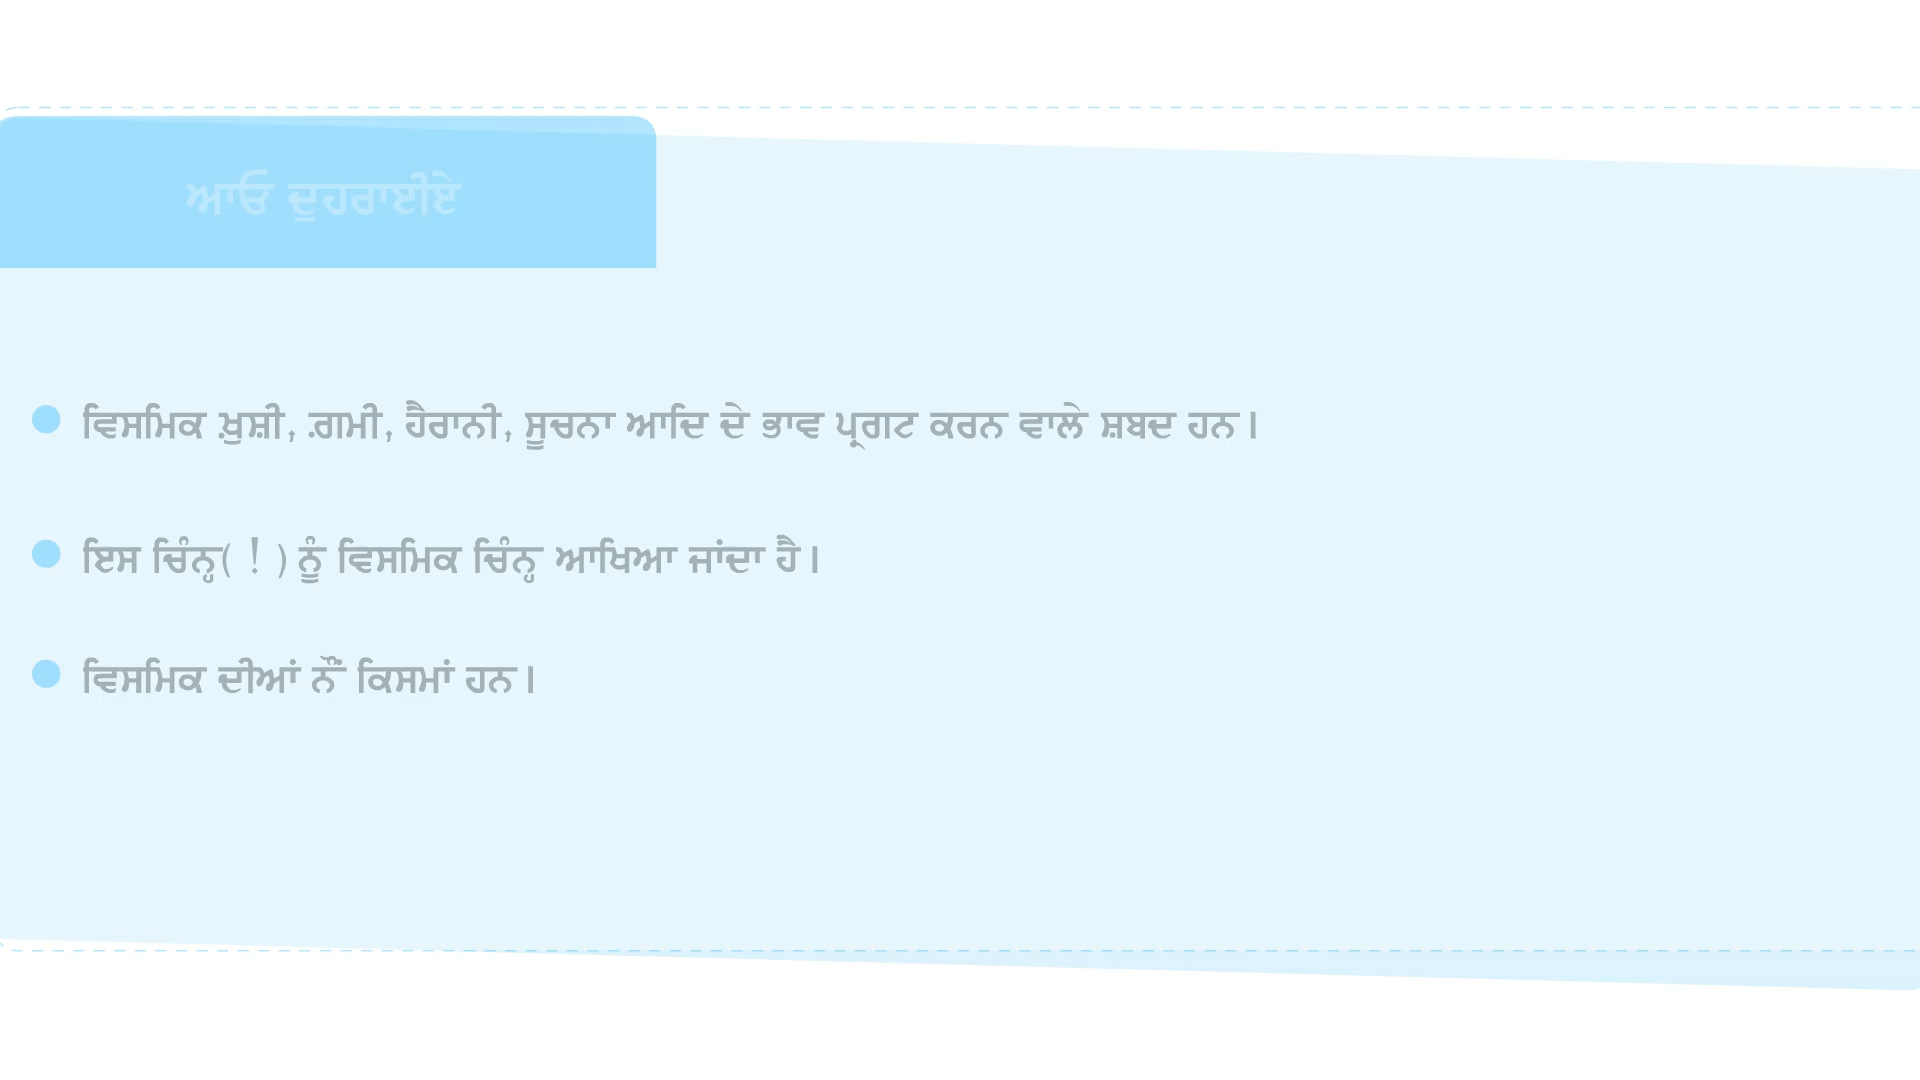 ਆਓ ਦੁਹਰਾਈਏ
ਵਿਸਮਿਕ ਖ਼ੁਸ਼ੀ, ਗ਼ਮੀ, ਹੈਰਾਨੀ, ਸੂਚਨਾ ਆਦਿ ਦੇ ਭਾਵ ਪ੍ਰਗਟ ਕਰਨ ਵਾਲੇ ਸ਼ਬਦ ਹਨ।
ਇਸ ਚਿੰਨ੍ਹ( ! ) ਨੂੰ ਵਿਸਮਿਕ ਚਿੰਨ੍ਹ ਆਖਿਆ ਜਾਂਦਾ ਹੈ।
ਵਿਸਮਿਕ ਦੀਆਂ ਨੌਂ ਕਿਸਮਾਂ ਹਨ।